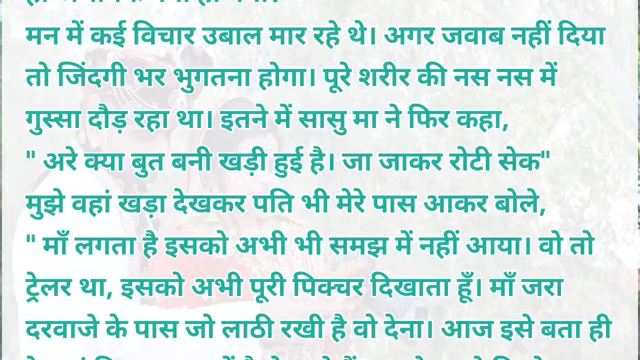 मन में कई विचार उबाल मार रहे थे। अगर जवाब नहीं दिया
तो जिंदगी भर भुगतना होगा। पूरे शरीर की नस नस में
गुस्सा दौड़ रहा था। इतने में सासु मा ने फिर कहा,
" अरे क्या बुत बनी खड़ी हुई है। जा जाकर रोटी सेक"
मुझे वहां खड़ा देखकर पति भी मेरे पास आकर बोले,
" माँ लगता है इसको अभी भी समझ में नहीं आया। वो तो
ट्रेलर था, इसको अभी पूरी पिक्चर दिखाता हूँ। माँ जरा
दरवाजे के पास जो लाठी रखी है वो देना। आज इसे बता ही